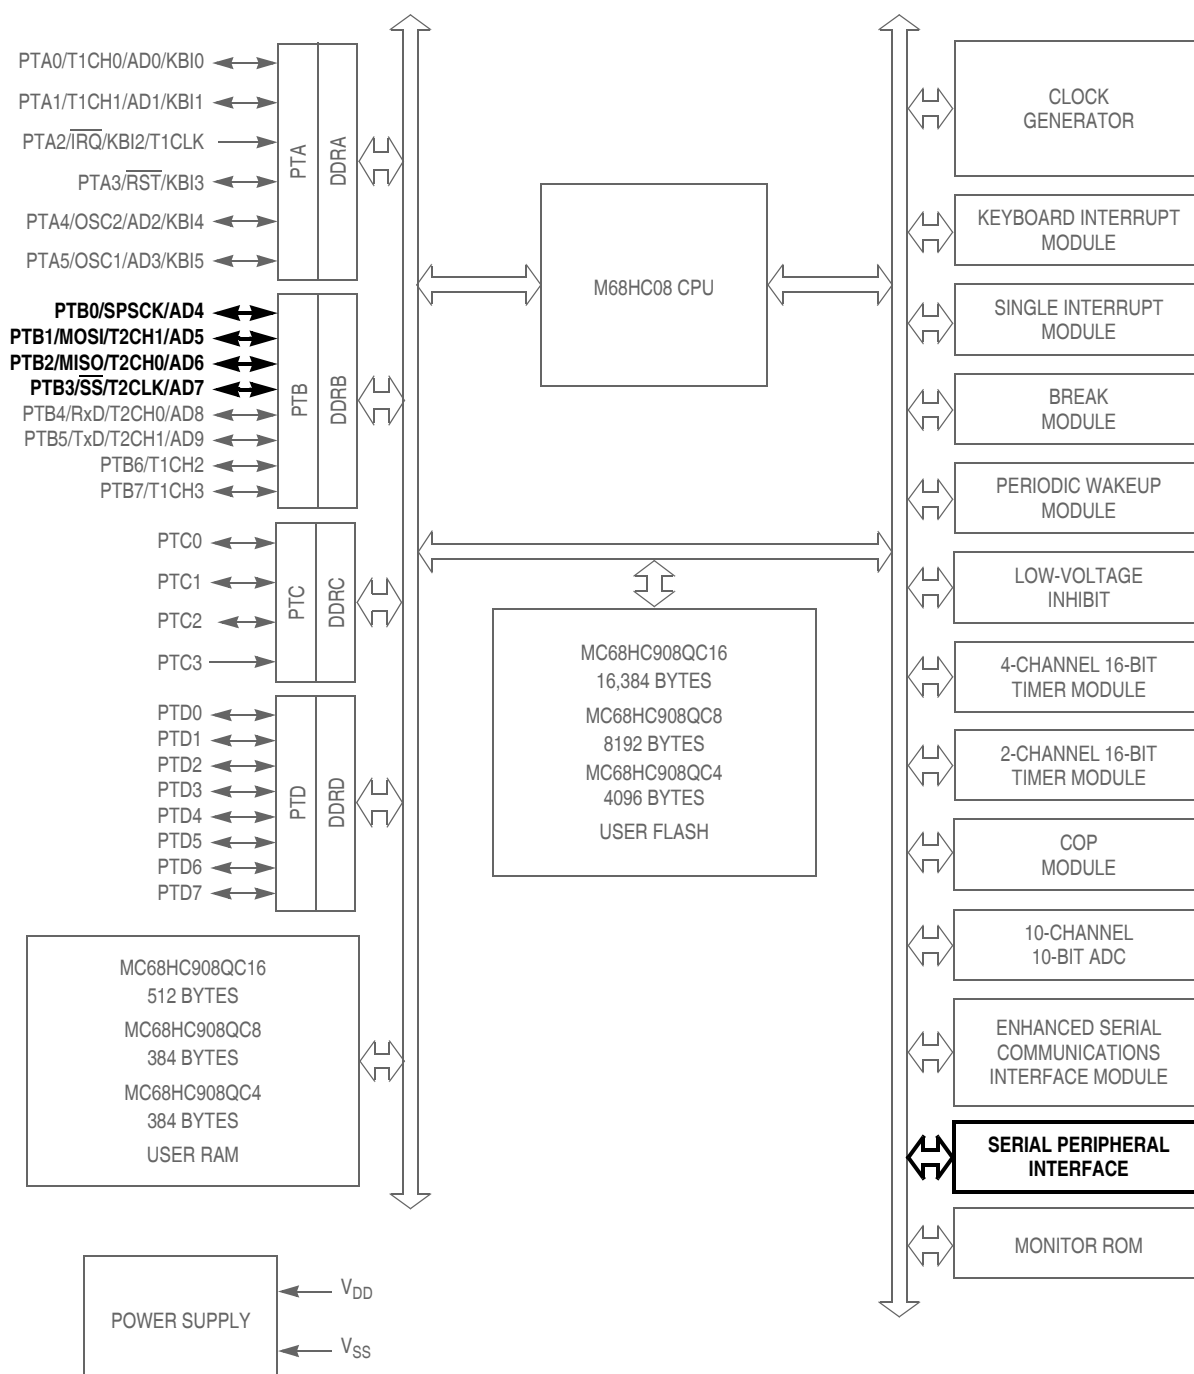 PTA0/T1CH0/AD0/KBI0
PTA1/T1CH1/AD1/KBI1
PTA2/IRQ/KBI2/T1CLK
PTA3/RST/KBI3
PTA4/OSC2/AD2/KBI4
PTA5/OSC1/AD3/KBI5
PTA
DDRA
PTB0/SPSCK/AD4
PTB1/MOSI/T2CH1/AD5
PTB2/MISO/T2CH0/AD6
PTB3/SS/T2CLK/AD7
PTB4/RxD/T2CH0/AD8
PTB5/TxD/T2CH1/AD9
PTB6/T1CH2
PTB7/T1CH3
PTB
DDRB
PTC0
PTC1
PTC2
PTC3
PTC
DDRC
PTD0
PTD1
PTD2
PTD3
PTD4
PTD5
PTD6
PTD7
PTD
DDRD
MC68HC908QC16
512 BYTES
MC68HC908QC8
384 BYTES
MC68HC908QC4
384 BYTES
USER RAM
POWER SUPPLY
VDD
VSS
M68HC08 CPU
MC68HC908QC16
16,384 BYTES
MC68HC908QC8
8192 BYTES
MC68HC908QC4
4096 BYTES
USER FLASH
CLOCK
GENERATOR
KEYBOARD INTERRUPT
MODULE
SINGLE INTERRUPT
MODULE
BREAK
MODULE
PERIODIC WAKEUP
MODULE
LOW-VOLTAGE
INHIBIT
4-CHANNEL 16-BIT
TIMER MODULE
2-CHANNEL 16-BIT
TIMER MODULE
COP
MODULE
10-CHANNEL
10-BIT ADC
ENHANCED SERIAL
COMMUNICATIONS
INTERFACE MODULE
SERIAL PERIPHERAL
INTERFACE
MONITOR ROM